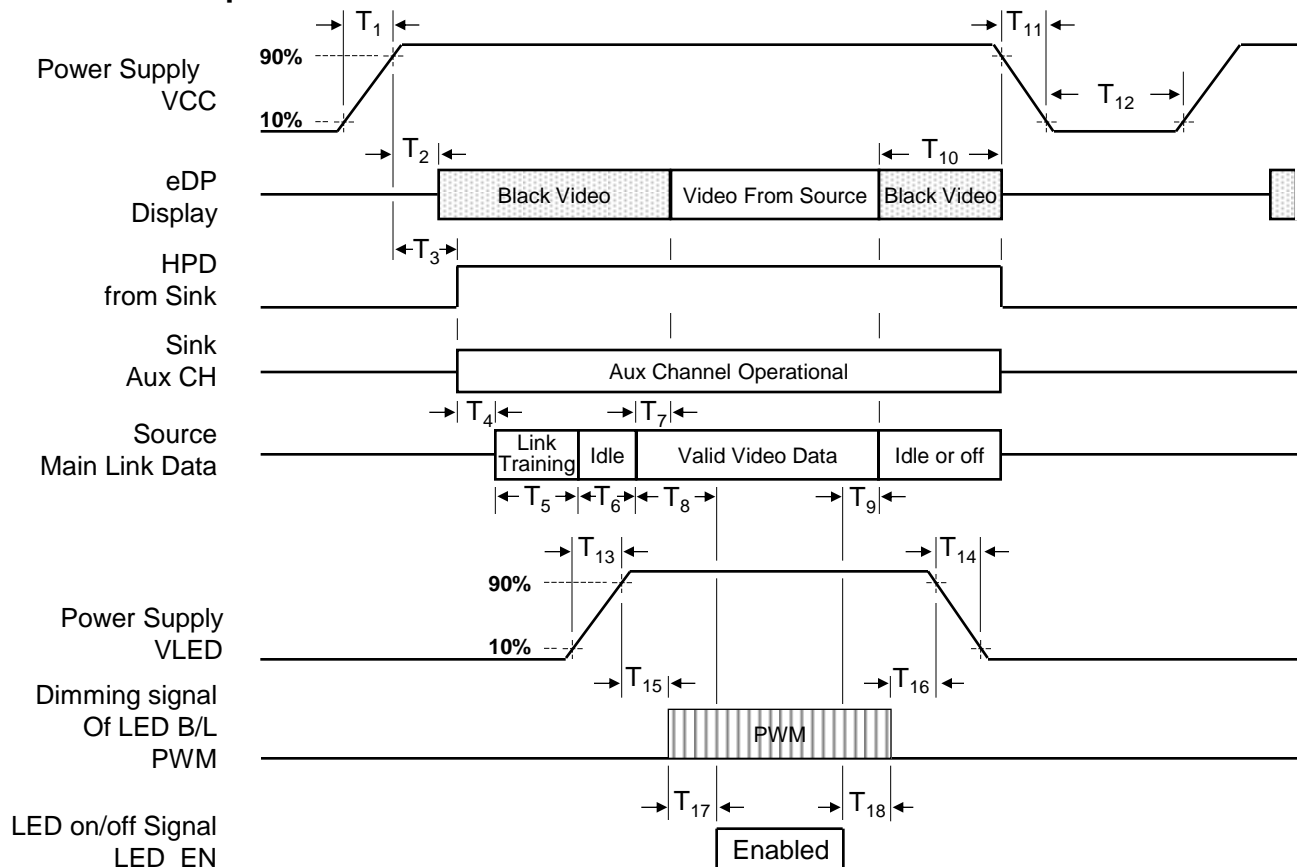 T1
T11
90%
Power Supply
VCC
T12
10%
T2
T10
eDP
Display
Black Video
Video From Source
Black Video
T3
HPD
from Sink
Sink
Aux CH
Aux Channel Operational
T4
T7
Source
Main Link Data
Link
Training
Idle
Valid Video Data
Idle or off
T5
T6
T8
T9
T13
T14
90%
Power Supply
VLED
10%
T15
T16
Dimming signal
Of LED B/L
PWM
PWM
T17
T18
LED on/off Signal
LED_EN
Enabled